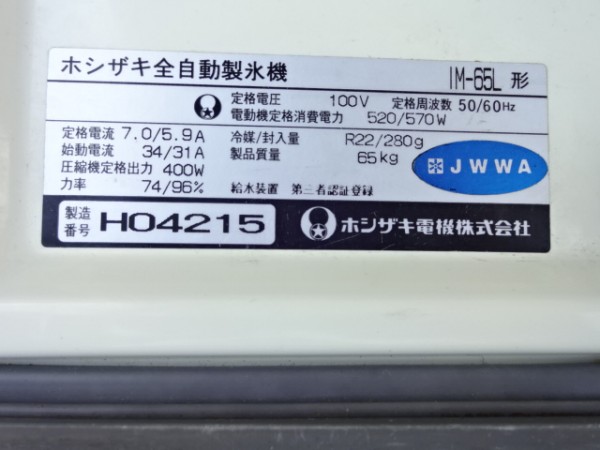 ホシザキ全自動製氷機 IM-65L 形
定格電圧 100V 定格周波数 50/60Hz
電動機定格消費電力 520/570W
定格電流 7.0/5.9A 冷媒/封入量 R22/280g
始動電流 34/31A 製品質量 65kg
圧縮機定格出力 400W
力率 74/96% 給水装置 第三者認証登録
JWWA
製造番号 H04215 ホシザキ電機株式会社